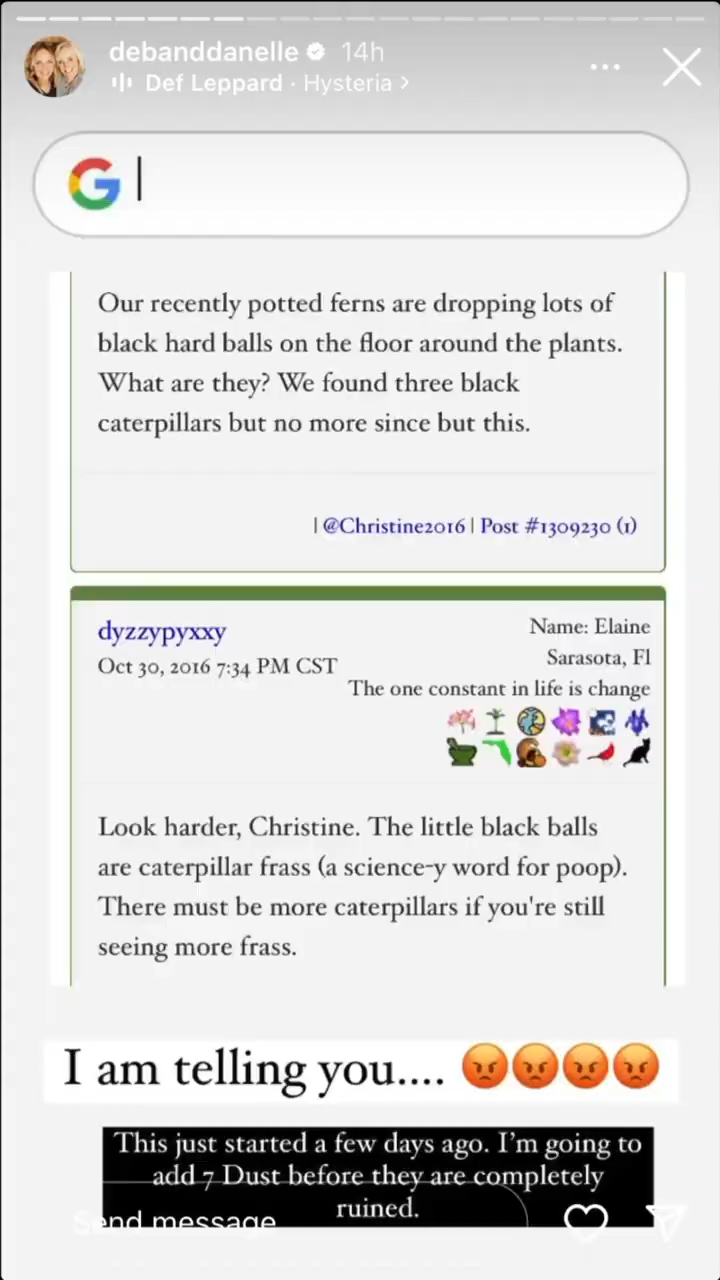 debanddanelle 14h
Def Leppard · Hysteria >
G
Our recently potted ferns are dropping lots of
black hard balls on the floor around the plants.
What are they? We found three black
caterpillars but no more since but this.
| @Christine2016 | Post #1309230 (1)
dyzzypyxxy
Name: Elaine
Oct 30, 2016 7:34 PM CST
Sarasota, Fl
The one constant in life is change
Look harder, Christine. The little black balls
are caterpillar frass (a science-y word for poop).
There must be more caterpillars if you're still
seeing more frass.
I am telling you.... 😡😡😡😡
This just started a few days ago. I'm going to
add 7 Dust before they are completely
ruined.
Send message